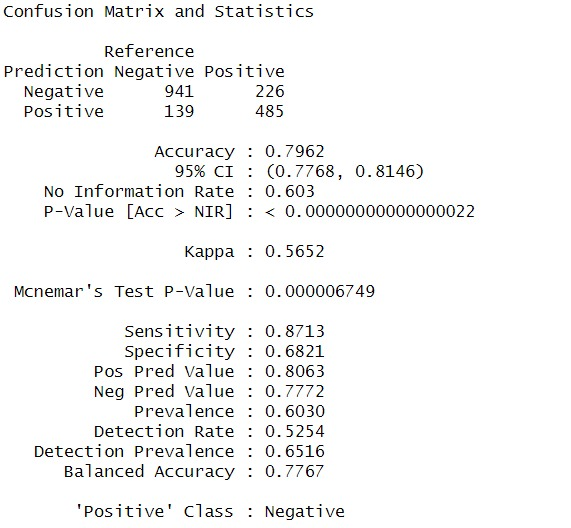 Confusion Matrix and Statistics
Reference
Prediction Negative Positive
Negative 941 226
Positive 139 485
Accuracy : 0.7962
95% CI : (0.7768, 0.8146)
No Information Rate : 0.603
P-Value [Acc > NIR] : < 0.00000000000000022
Kappa : 0.5652
Mcnemar's Test P-Value : 0.000006749
Sensitivity : 0.8713
Specificity : 0.6821
Pos Pred Value : 0.8063
Neg Pred Value : 0.7772
Prevalence : 0.6030
Detection Rate : 0.5254
Detection Prevalence : 0.6516
Balanced Accuracy : 0.7767
'Positive' Class : Negative